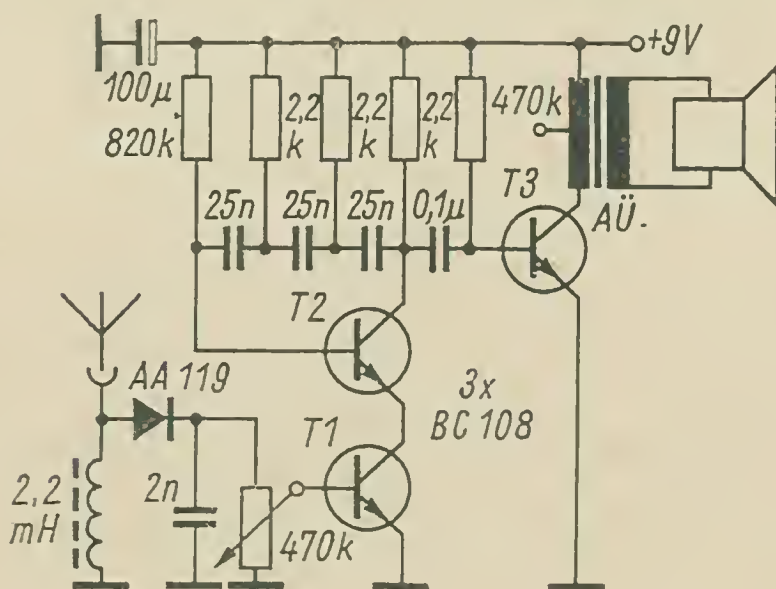 +9V
100μ
820k
2,2
k
2,2
k
2,2
k
470k
25n
25n
25n
0,1μ
T3
AÜ.
T2
AA 119
3x
BC 108
T1
2,2
mH
2n
470k